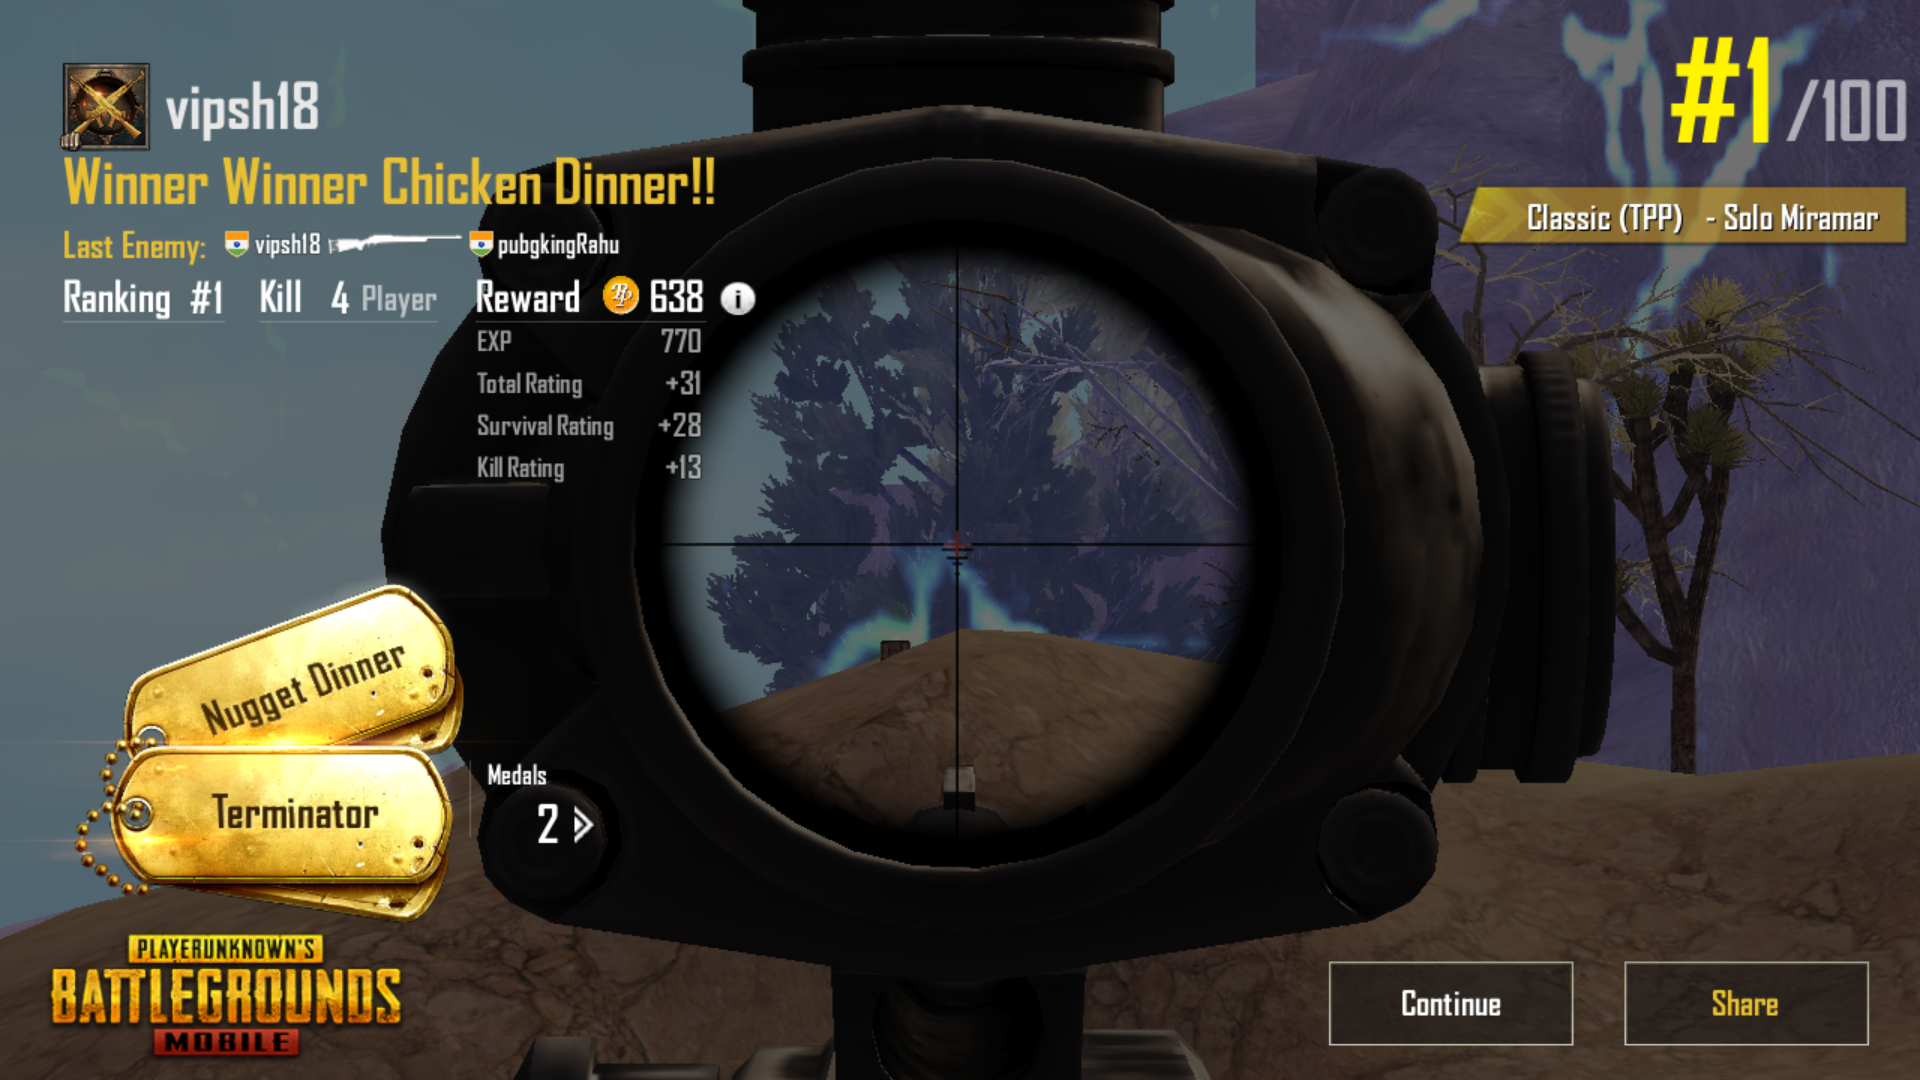 vipsh18
#1 /100
Winner Winner Chicken Dinner!!
Classic (TPP) - Solo Miramar
Last Enemy: vipsh18 pubgkingRahu
Ranking #1 Kill 4 Player Reward 638 i
EXP 770
Total Rating +31
Survival Rating +28
Kill Rating +13
Nugget Dinner
Terminator
Medals
2
PLAYERUNKNOWN'S
BATTLEGROUNDS
MOBILE
Continue Share